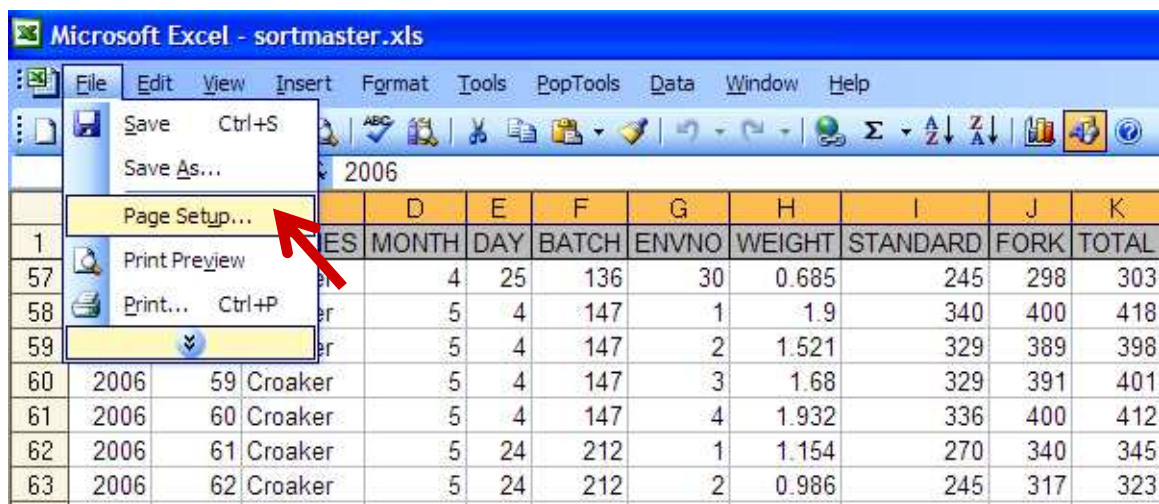 Microsoft Excel - sortmaster.xls
File Edit View Insert Format Tools PopTools Data Window Help
Save Ctrl+S
ABC Σ A Z Z A
Save As...
2006
Page Setup...
D E F G H I J K
1 ES MONTH DAY BATCH ENVNO WEIGHT STANDARD FORK TOTAL
Print Preview
57 4 25 136 30 0.685 245 298 303
Print... Ctrl+P
58 er 5 4 147 1 1.9 340 400 418
59 er 5 4 147 2 1.521 329 389 398
60 2006 59 Croaker 5 4 147 3 1.68 329 391 401
61 2006 60 Croaker 5 4 147 4 1.932 336 400 412
62 2006 61 Croaker 5 24 212 1 1.154 270 340 345
63 2006 62 Croaker 5 24 212 2 0.986 245 317 323